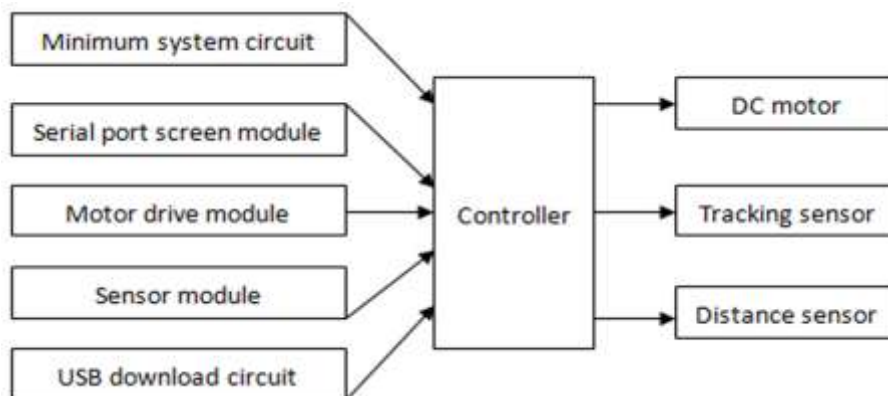 Minimum system circuit
Serial port screen module
Motor drive module
Sensor module
USB download circuit
Controller
DC motor
Tracking sensor
Distance sensor